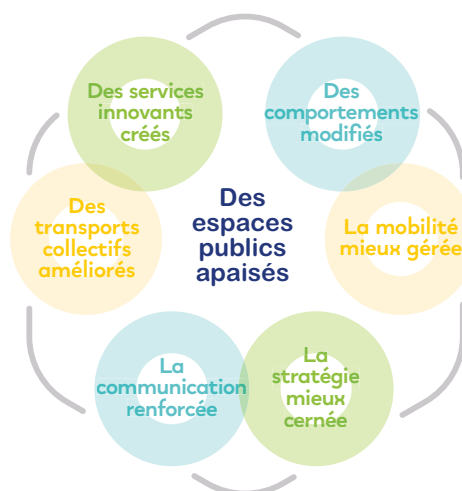 Des services
innovants
créés
Des
comportements
modifiés
Des
transports
collectifs
améliorés
Des
espaces
publics
apaisés
La mobilité
mieux gérée
La
communication
renforcée
La
stratégie
mieux
cernée